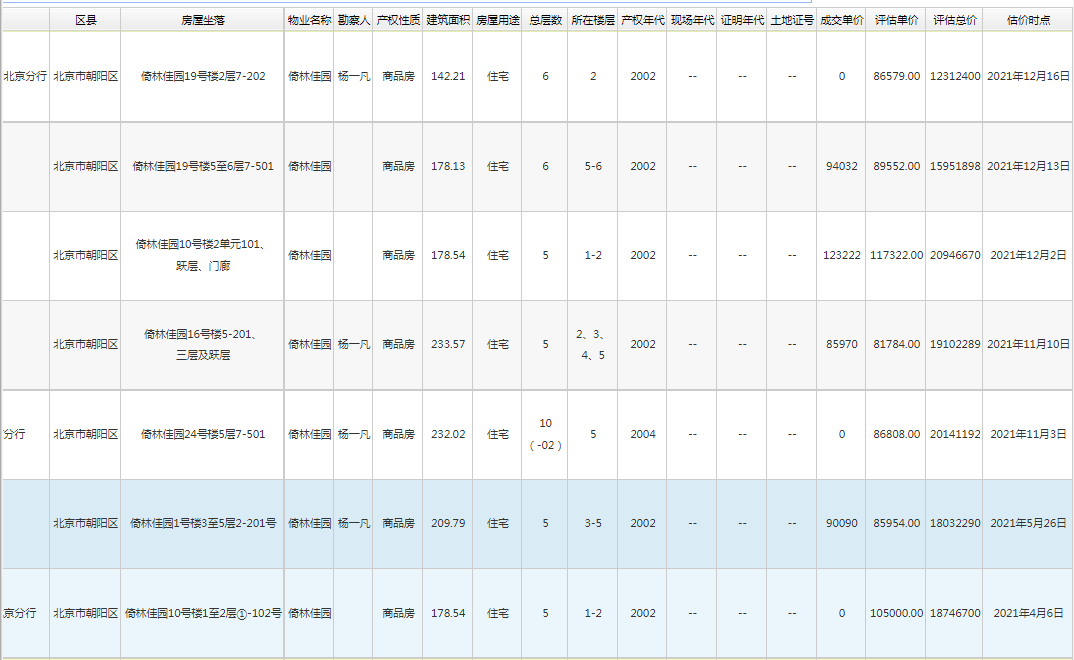 区县 房屋坐落 物业名称 勘察人 产权性质 建筑面积 房屋用途 总层数 所在楼层 产权年代 现场年代 证明年代 土地证号 成交单价 评估单价 评估总价 估价时点
北京分行 北京市朝阳区 倚林佳园19号楼2层7-202 倚林佳园 杨一凡 商品房 142.21 住宅 6 2 2002 -- -- -- 0 86579.00 12312400 2021年12月16日
北京市朝阳区 倚林佳园19号楼5至6层7-501 倚林佳园 商品房 178.13 住宅 6 5-6 2002 -- -- -- 94032 89552.00 15951898 2021年12月13日
倚林佳园10号楼2单元101、
北京市朝阳区 倚林佳园 商品房 178.54 住宅 5 1-2 2002 -- -- -- 123222 117322.00 20946670 2021年12月2日
跃层、门廊
倚林佳园16号楼5-201、 2、3、
北京市朝阳区 倚林佳园 杨一凡 商品房 233.57 住宅 5 2002 -- -- -- 85970 81784.00 19102289 2021年11月10日
三层及跃层 4、5
10
分行 北京市朝阳区 倚林佳园24号楼5层7-501 倚林佳园 杨一凡 商品房 232.02 住宅 5 2004 -- -- -- 0 86808.00 20141192 2021年11月3日
（-02）
北京市朝阳区 倚林佳园1号楼3至5层2-201号 倚林佳园 杨一凡 商品房 209.79 住宅 5 3-5 2002 -- -- -- 90090 85954.00 18032290 2021年5月26日
京分行 北京市朝阳区 倚林佳园10号楼1至2层①-102号 倚林佳园 商品房 178.54 住宅 5 1-2 2002 -- -- -- 0 105000.00 18746700 2021年4月6日